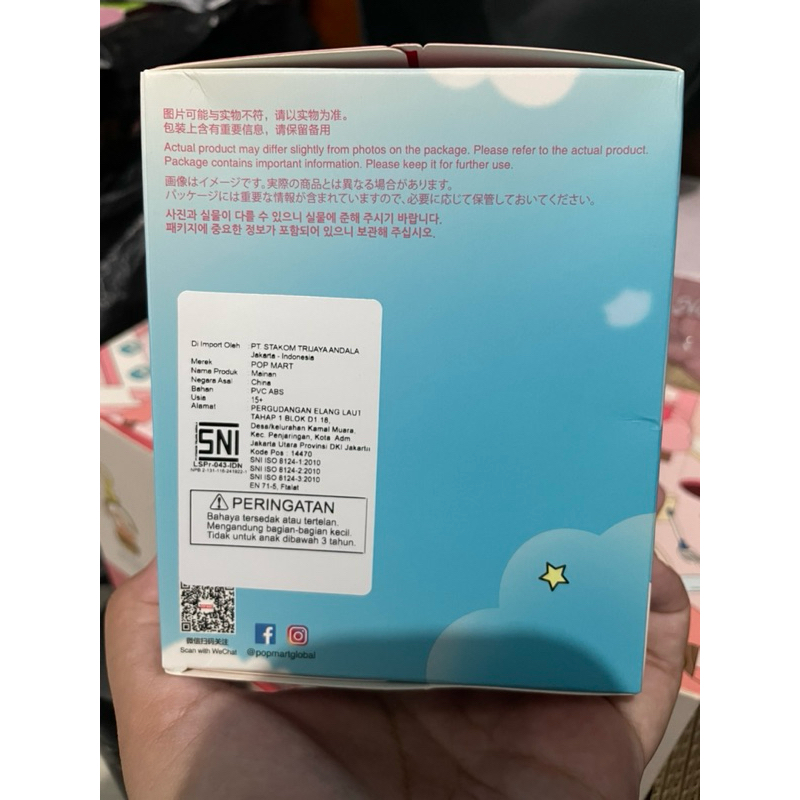 图片可能与实物不符，请以实物为准。
包装上含有重要信息，请保留备用
Actual product may differ slightly from photos on the package. Please refer to the actual product.
Package contains important information. Please keep it for further use.
画像はイメージです。実際の商品とは異なる場合があります。
パッケージには重要な情報が含まれていますので、必要に応じて保管しておいてください。
사진과 실물이 다를 수 있으니 실물에 준해 주시기 바랍니다.
패키지에 중요한 정보가 포함되어 있으니 보관해 주십시오.
Di Import Oleh : PT. STAKOM TRIJAYA ANDALA
Jakarta - Indonesia
Merek : POP MART
Nama Produk : Mainan
Negara Asal : China
Bahan : PVC ABS
Usia : 15+
Alamat : PERGUDANGAN ELANG LAUT
TAHAP 1 BLOK D1 18,
Desa/kelurahan Kamal Muara,
Kec. Penjaringan, Kota Adm.
Jakarta Utara Provinsi DKI Jakarta
Kode Pos : 14470
SNI ISO 8124-1:2010
SNI ISO 8124-2:2010
SNI ISO 8124-3:2010
EN 71-5, Ftalat
SNI
LSPr-043-IDN
PERINGATAN
Bahaya tersedak atau tertelan.
Mengandung bagian-bagian kecil.
Tidak untuk anak dibawah 3 tahun.
微信扫码关注
Scan with WeChat
@popmartglobal